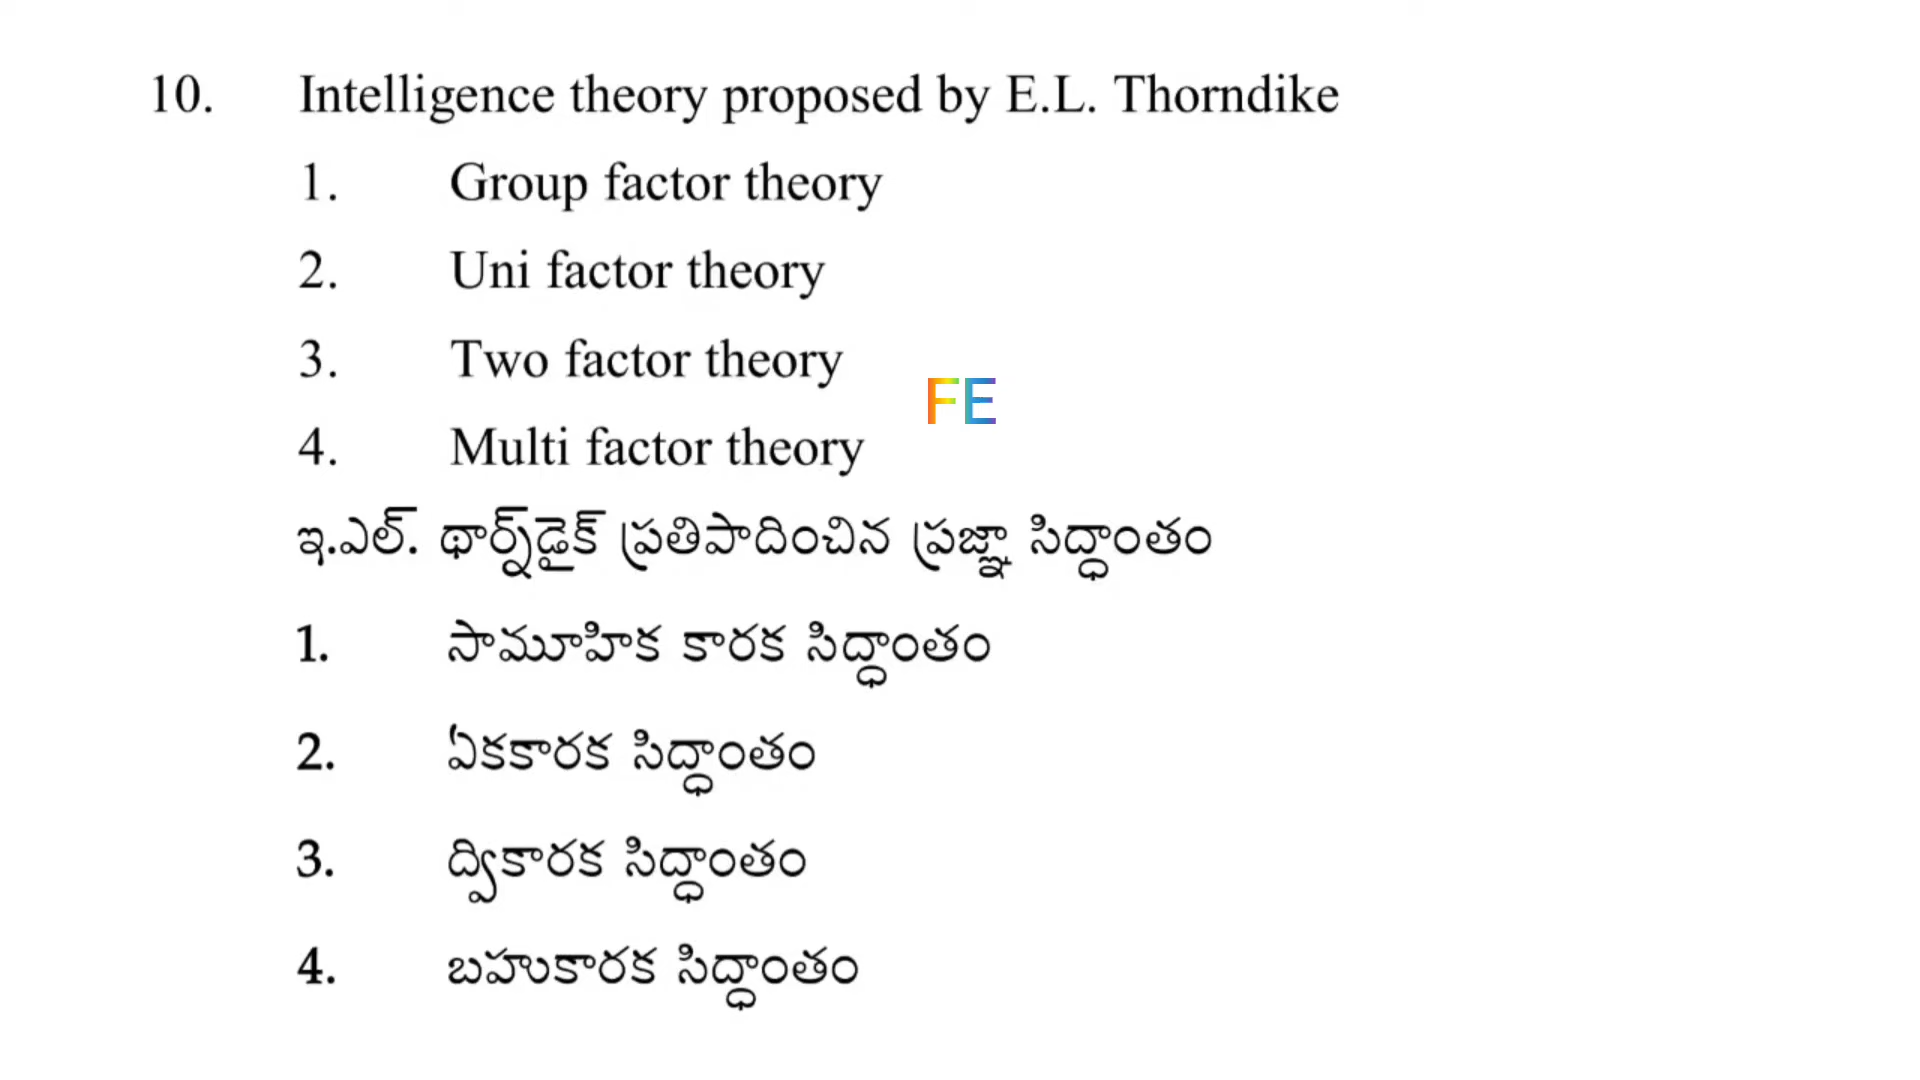 10. Intelligence theory proposed by E.L. Thorndike
1. Group factor theory
2. Uni factor theory
3. Two factor theory
FE
4. Multi factor theory
ఇ.ఎల్. థార్న్‌డైక్ ప్రతిపాదించిన ప్రజ్ఞా సిద్ధాంతం
1. సామూహిక కారక సిద్ధాంతం
2. ఏకకారక సిద్ధాంతం
3. ద్వికారక సిద్ధాంతం
4. బహుకారక సిద్ధాంతం